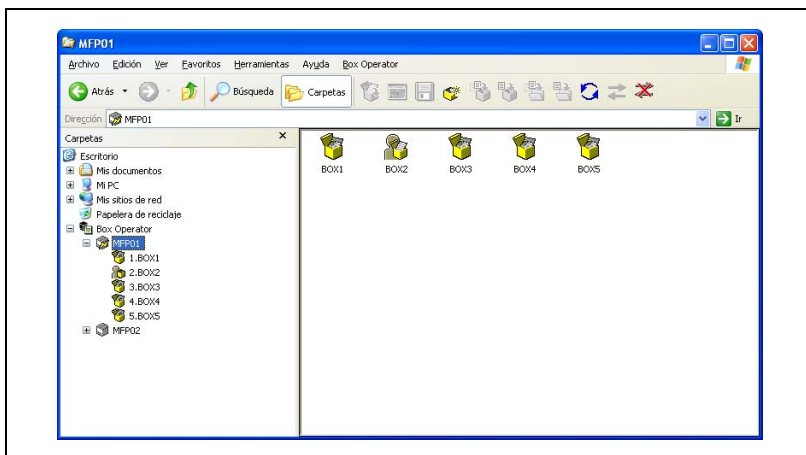 MFP01
Archivo Edición Ver Favoritos Herramientas Ayuda Box Operator
Atrás Búsqueda Carpetas
Dirección MFP01 Ir
Carpetas
Escritorio
Mis documentos
Mi PC
Mis sitios de red
Papelera de reciclaje
Box Operator
MFP01
1.BOX1
2.BOX2
3.BOX3
4.BOX4
5.BOX5
MFP02
BOX1 BOX2 BOX3 BOX4 BOX5